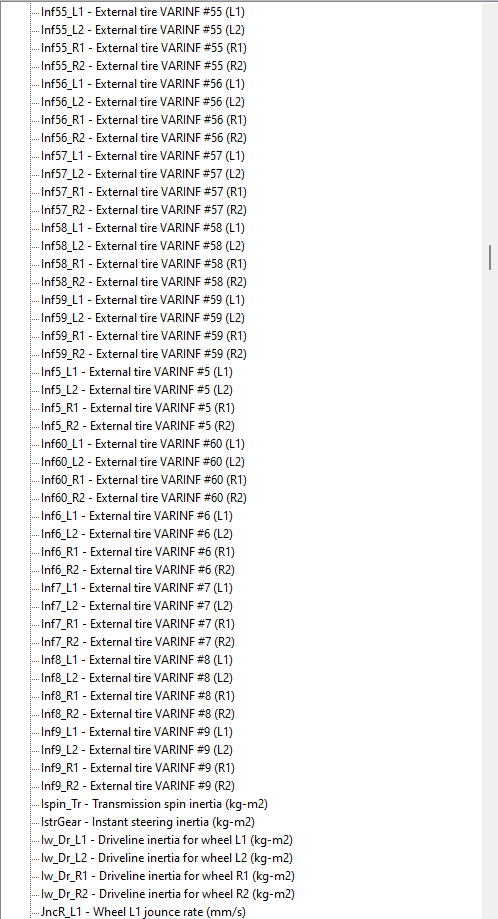 Inf55_L1 - External tire VARINF #55 (L1)
Inf55_L2 - External tire VARINF #55 (L2)
Inf55_R1 - External tire VARINF #55 (R1)
Inf55_R2 - External tire VARINF #55 (R2)
Inf56_L1 - External tire VARINF #56 (L1)
Inf56_L2 - External tire VARINF #56 (L2)
Inf56_R1 - External tire VARINF #56 (R1)
Inf56_R2 - External tire VARINF #56 (R2)
Inf57_L1 - External tire VARINF #57 (L1)
Inf57_L2 - External tire VARINF #57 (L2)
Inf57_R1 - External tire VARINF #57 (R1)
Inf57_R2 - External tire VARINF #57 (R2)
Inf58_L1 - External tire VARINF #58 (L1)
Inf58_L2 - External tire VARINF #58 (L2)
Inf58_R1 - External tire VARINF #58 (R1)
Inf58_R2 - External tire VARINF #58 (R2)
Inf59_L1 - External tire VARINF #59 (L1)
Inf59_L2 - External tire VARINF #59 (L2)
Inf59_R1 - External tire VARINF #59 (R1)
Inf59_R2 - External tire VARINF #59 (R2)
Inf5_L1 - External tire VARINF #5 (L1)
Inf5_L2 - External tire VARINF #5 (L2)
Inf5_R1 - External tire VARINF #5 (R1)
Inf5_R2 - External tire VARINF #5 (R2)
Inf60_L1 - External tire VARINF #60 (L1)
Inf60_L2 - External tire VARINF #60 (L2)
Inf60_R1 - External tire VARINF #60 (R1)
Inf60_R2 - External tire VARINF #60 (R2)
Inf6_L1 - External tire VARINF #6 (L1)
Inf6_L2 - External tire VARINF #6 (L2)
Inf6_R1 - External tire VARINF #6 (R1)
Inf6_R2 - External tire VARINF #6 (R2)
Inf7_L1 - External tire VARINF #7 (L1)
Inf7_L2 - External tire VARINF #7 (L2)
Inf7_R1 - External tire VARINF #7 (R1)
Inf7_R2 - External tire VARINF #7 (R2)
Inf8_L1 - External tire VARINF #8 (L1)
Inf8_L2 - External tire VARINF #8 (L2)
Inf8_R1 - External tire VARINF #8 (R1)
Inf8_R2 - External tire VARINF #8 (R2)
Inf9_L1 - External tire VARINF #9 (L1)
Inf9_L2 - External tire VARINF #9 (L2)
Inf9_R1 - External tire VARINF #9 (R1)
Inf9_R2 - External tire VARINF #9 (R2)
Ispin_Tr - Transmission spin inertia (kg-m2)
IstrGear - Instant steering inertia (kg-m2)
Iw_Dr_L1 - Driveline inertia for wheel L1 (kg-m2)
Iw_Dr_L2 - Driveline inertia for wheel L2 (kg-m2)
Iw_Dr_R1 - Driveline inertia for wheel R1 (kg-m2)
Iw_Dr_R2 - Driveline inertia for wheel R2 (kg-m2)
JncR_L1 - Wheel L1 jounce rate (mm/s)